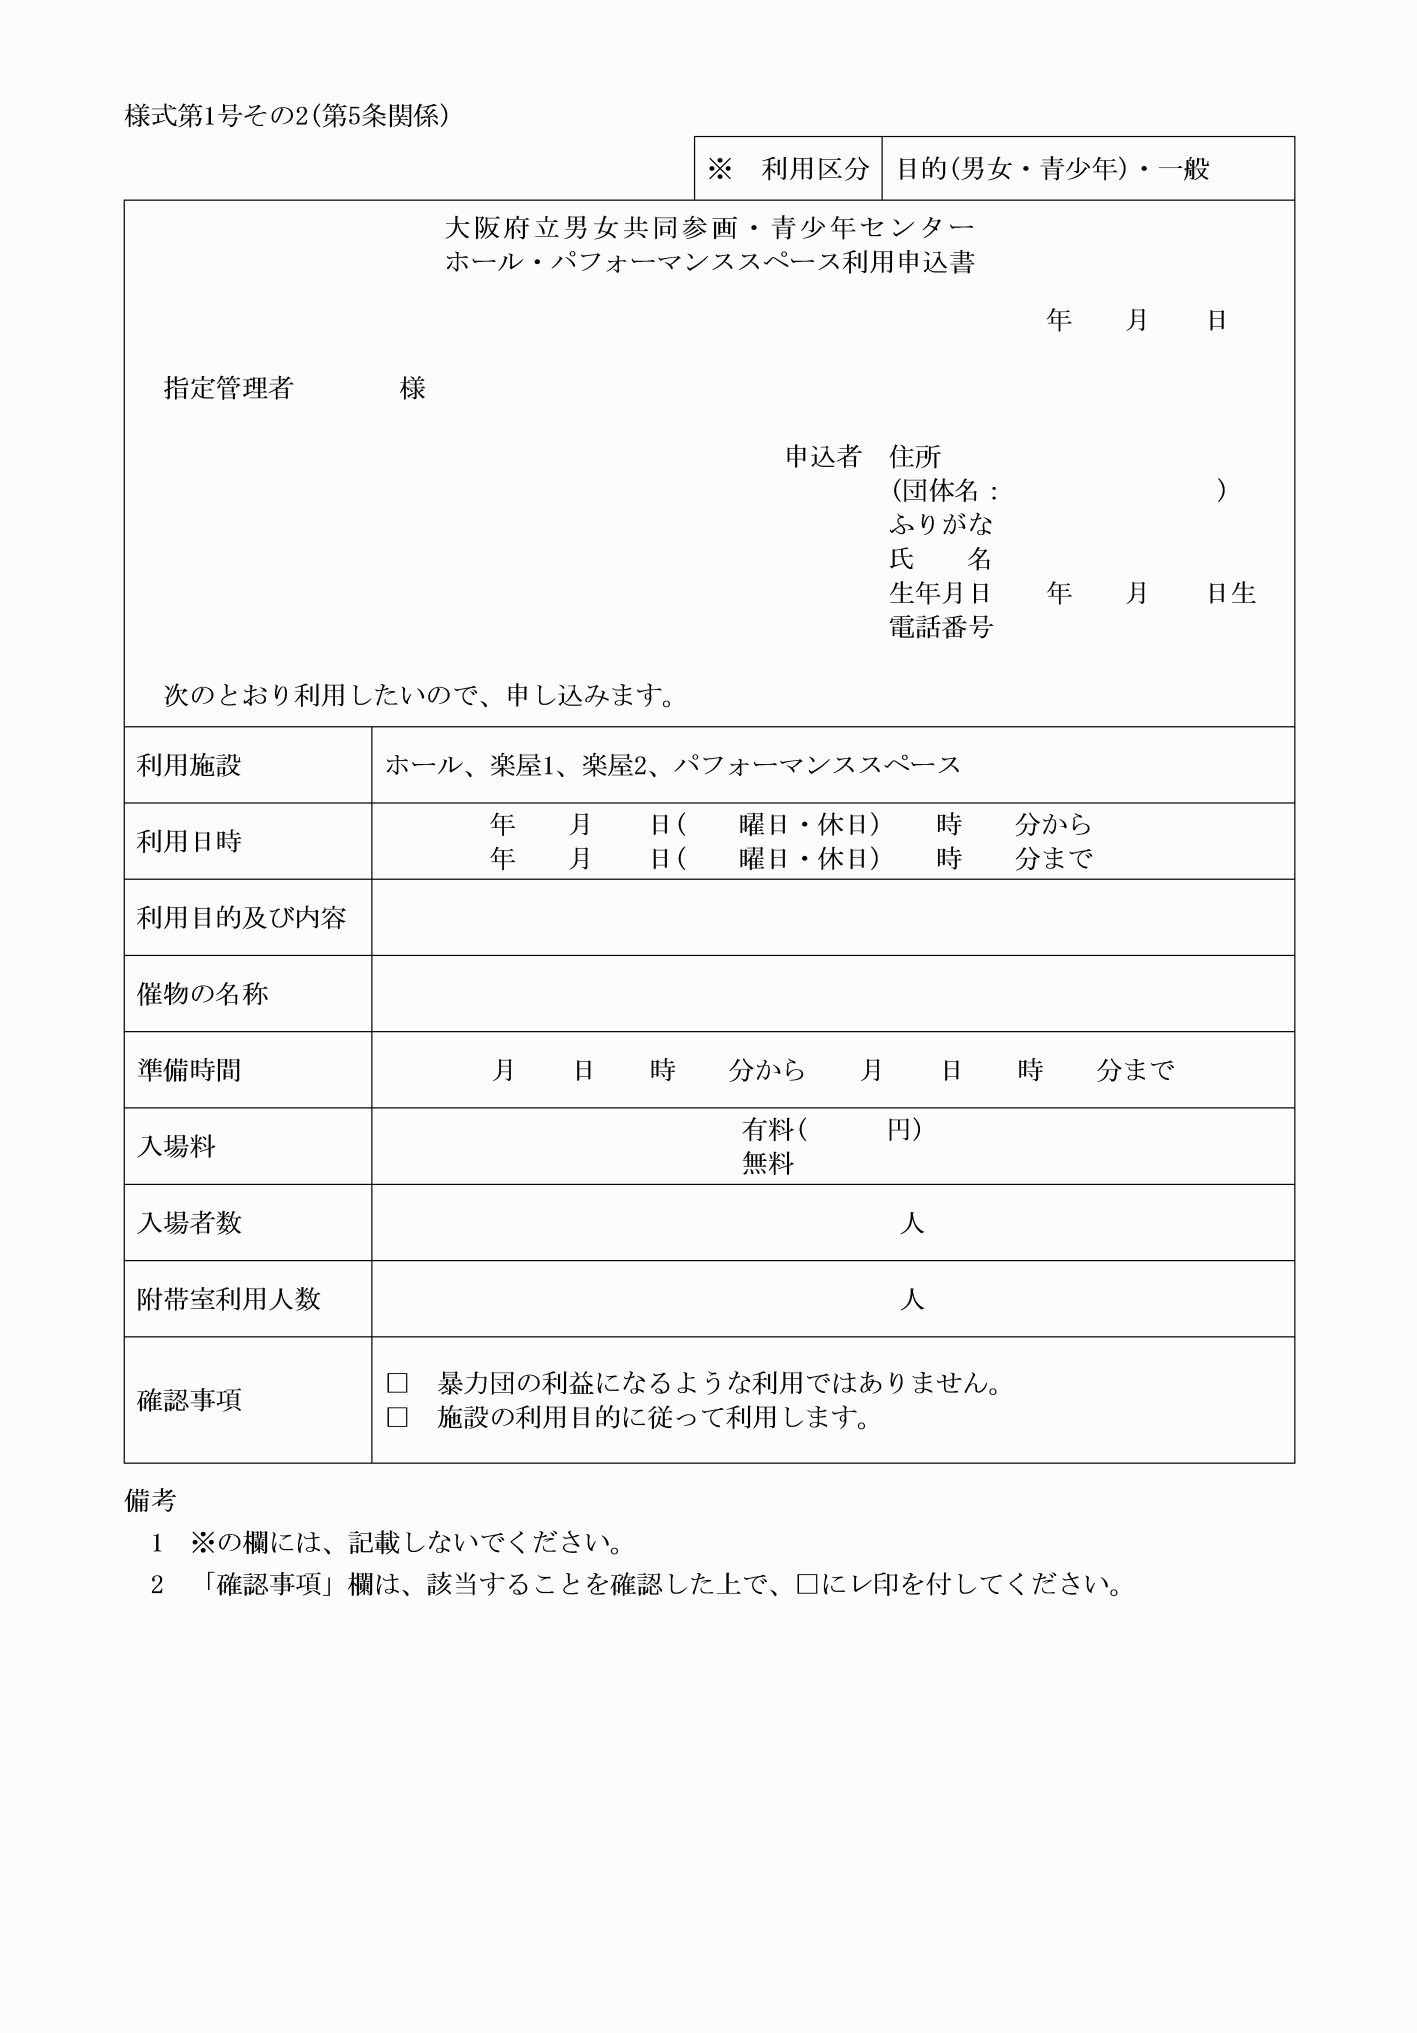 様式第1号その2(第5条関係)
※　利用区分　目的(男女・青少年)・一般
大阪府立男女共同参画・青少年センター
ホール・パフォーマンススペース利用申込書
年　　月　　日
指定管理者　　　　様
申込者　住所
(団体名：　　　　　　　　)
ふりがな
氏　　名
生年月日　　年　　月　　日生
電話番号
次のとおり利用したいので、申し込みます。
利用施設　ホール、楽屋1、楽屋2、パフォーマンススペース
利用日時
年　　月　　日(　　曜日・休日)　　時　　分から
年　　月　　日(　　曜日・休日)　　時　　分まで
利用目的及び内容
催物の名称
準備時間　月　　日　　時　　分から　　月　　日　　時　　分まで
入場料
有料(　　　円)
無料
入場者数　人
附帯室利用人数　人
確認事項
□　暴力団の利益になるような利用ではありません。
□　施設の利用目的に従って利用します。
備考
1　※の欄には、記載しないでください。
2　「確認事項」欄は、該当することを確認した上で、□にレ印を付してください。